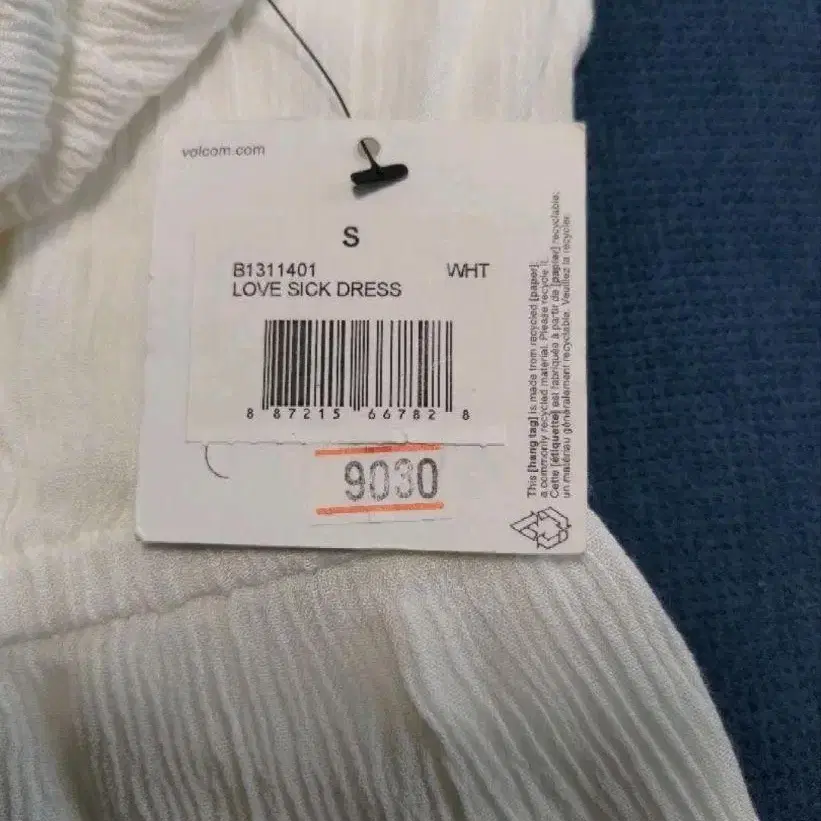 volcom.com
S
B1311401 WHT
LOVE SICK DRESS
8 87215 66782 8
9030
This [hang tag] is made from recycled [paper],
a commonly recycled material. Please recycle it.
Cette [étiquette] est fabriquée à partir de [papier] recyclable,
un matériau généralement recyclable. Veuillez la recycler.